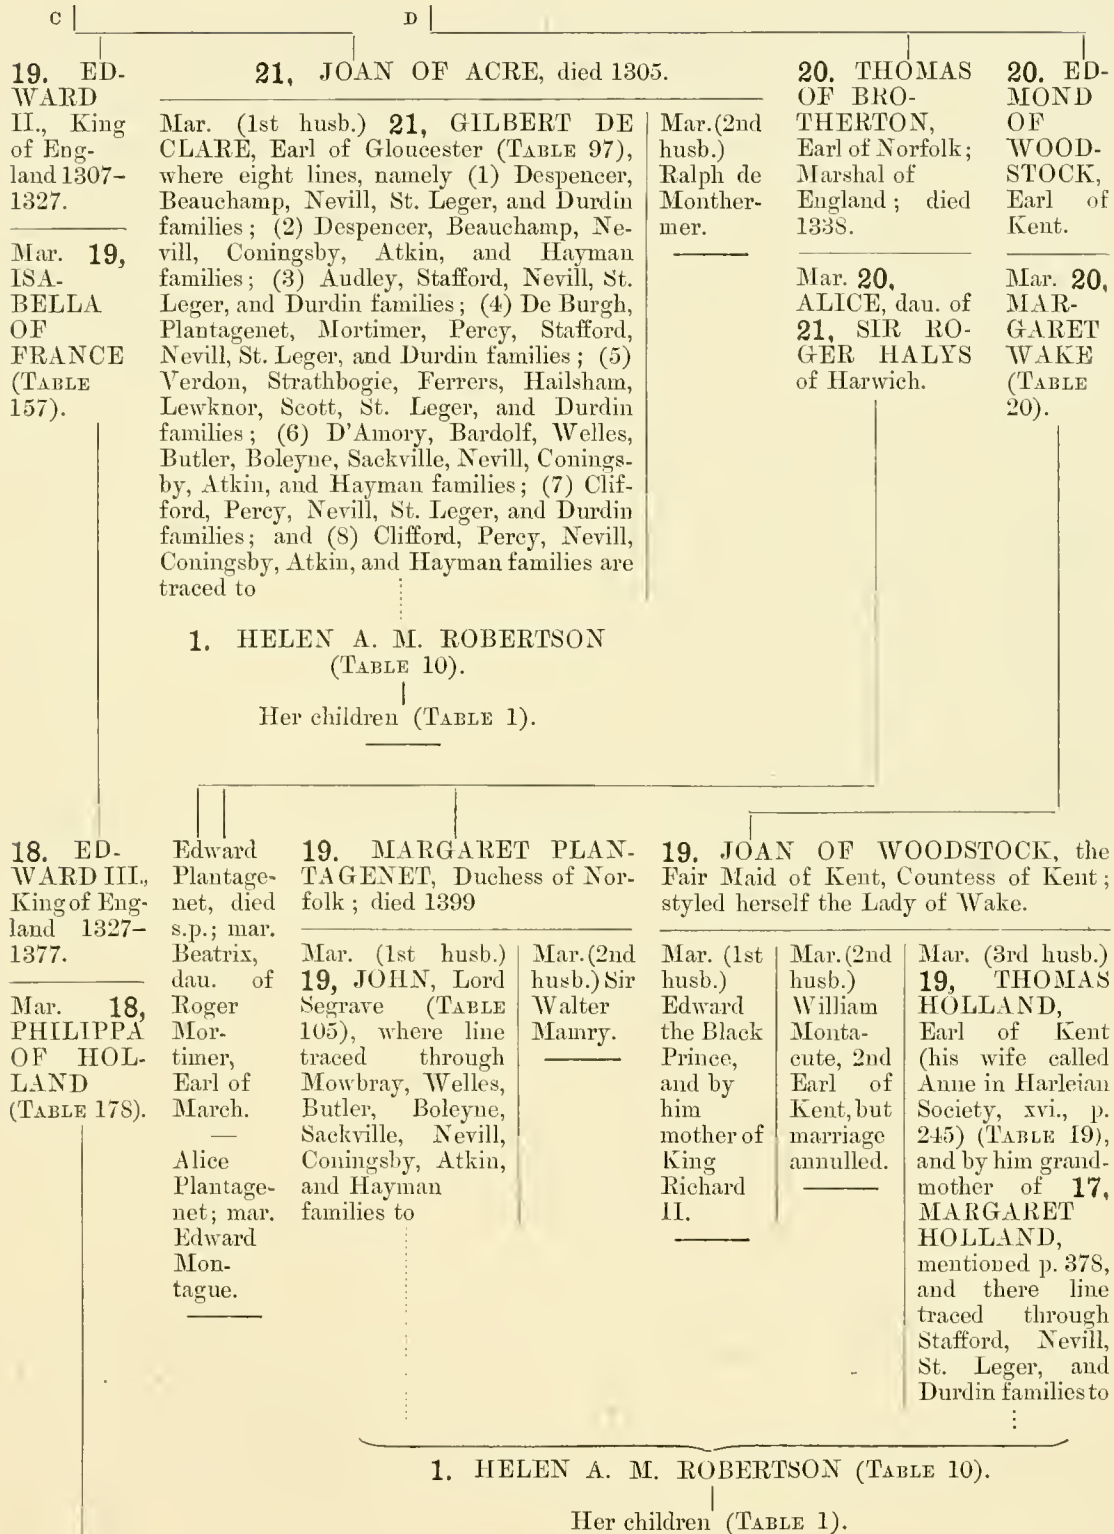 C
D
19. ED-
WARD
II., King
of Eng-
land 1307–
1327.
Mar. 19,
ISA-
BELLA
OF
FRANCE
(TABLE
157).
21, JOAN OF ACRE, died 1305.
Mar. (1st husb.) 21, GILBERT DE
CLARE, Earl of Gloucester (TABLE 97),
where eight lines, namely (1) Despencer,
Beauchamp, Nevill, St. Leger, and Durdin
families; (2) Despencer, Beauchamp, Ne-
vill, Coningsby, Atkin, and Hayman
families; (3) Audley, Stafford, Nevill, St.
Leger, and Durdin families; (4) De Burgh,
Plantagenet, Mortimer, Percy, Stafford,
Nevill, St. Leger, and Durdin families; (5)
Verdon, Strathbogie, Ferrers, Hailsham,
Lewknor, Scott, St. Leger, and Durdin
families; (6) D'Amory, Bardolf, Welles,
Butler, Boleyne, Sackville, Nevill, Conings-
by, Atkin, and Hayman families; (7) Clif-
ford, Percy, Nevill, St. Leger, and Durdin
families; and (8) Clifford, Percy, Nevill,
Coningsby, Atkin, and Hayman families are
traced to
Mar. (2nd
husb.)
Ralph de
Monther-
mer.
20. THOMAS
OF BRO-
THERTON,
Earl of Norfolk;
Marshal of
England; died
1338.
Mar. 20,
ALICE, dau. of
21, SIR RO-
GER HALYS
of Harwich.
20. ED-
MOND
OF
WOOD-
STOCK,
Earl of
Kent.
Mar. 20,
MAR-
GARET
WAKE
(TABLE
20).
1. HELEN A. M. ROBERTSON
(TABLE 10).
Her children (TABLE 1).
18. ED-
WARD III.,
King of Eng-
land 1327–
1377.
Mar. 18,
PHILIPPA
OF HOL-
LAND
(TABLE 178).
Edward
Plantage-
net, died
s.p.; mar.
Beatrix,
dau. of
Roger
Mor-
timer,
Earl of
March.
—
Alice
Plantage-
net; mar.
Edward
Mon-
tague.
19. MARGARET PLAN-
TAGENET, Duchess of Nor-
folk; died 1399
Mar. (1st husb.)
19, JOHN, Lord
Segrave (TABLE
105), where line
traced through
Mowbray, Welles,
Butler, Boleyne,
Sackville, Nevill,
Coningsby, Atkin,
and Hayman
families to
Mar. (2nd
husb.) Sir
Walter
Manry.
19. JOAN OF WOODSTOCK, the
Fair Maid of Kent, Countess of Kent;
styled herself the Lady of Wake.
Mar. (1st
husb.)
Edward
the Black
Prince,
and by
him
mother of
King
Richard
II.
Mar. (2nd
husb.)
William
Monta-
cute, 2nd
Earl of
Kent, but
marriage
annulled.
Mar. (3rd husb.)
19, THOMAS
HOLLAND,
Earl of Kent
(his wife called
Anne in Harleian
Society, xvi., p.
245) (TABLE 19),
and by him grand-
mother of 17,
MARGARET
HOLLAND,
mentioned p. 378,
and there line
traced through
Stafford, Nevill,
St. Leger, and
Durdin families to
1. HELEN A. M. ROBERTSON (TABLE 10).
Her children (TABLE 1).